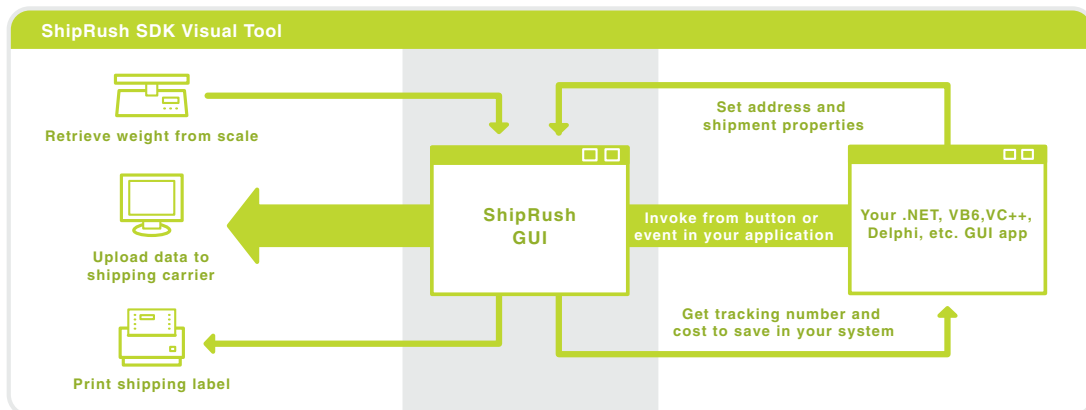 ShipRush SDK Visual Tool
Retrieve weight from scale
Upload data to
shipping carrier
Print shipping label
ShipRush
GUI
Set address and
shipment properties
Invoke from button or
event in your application
Get tracking number and
cost to save in your system
Your .NET, VB6,VC++,
Delphi, etc. GUI app